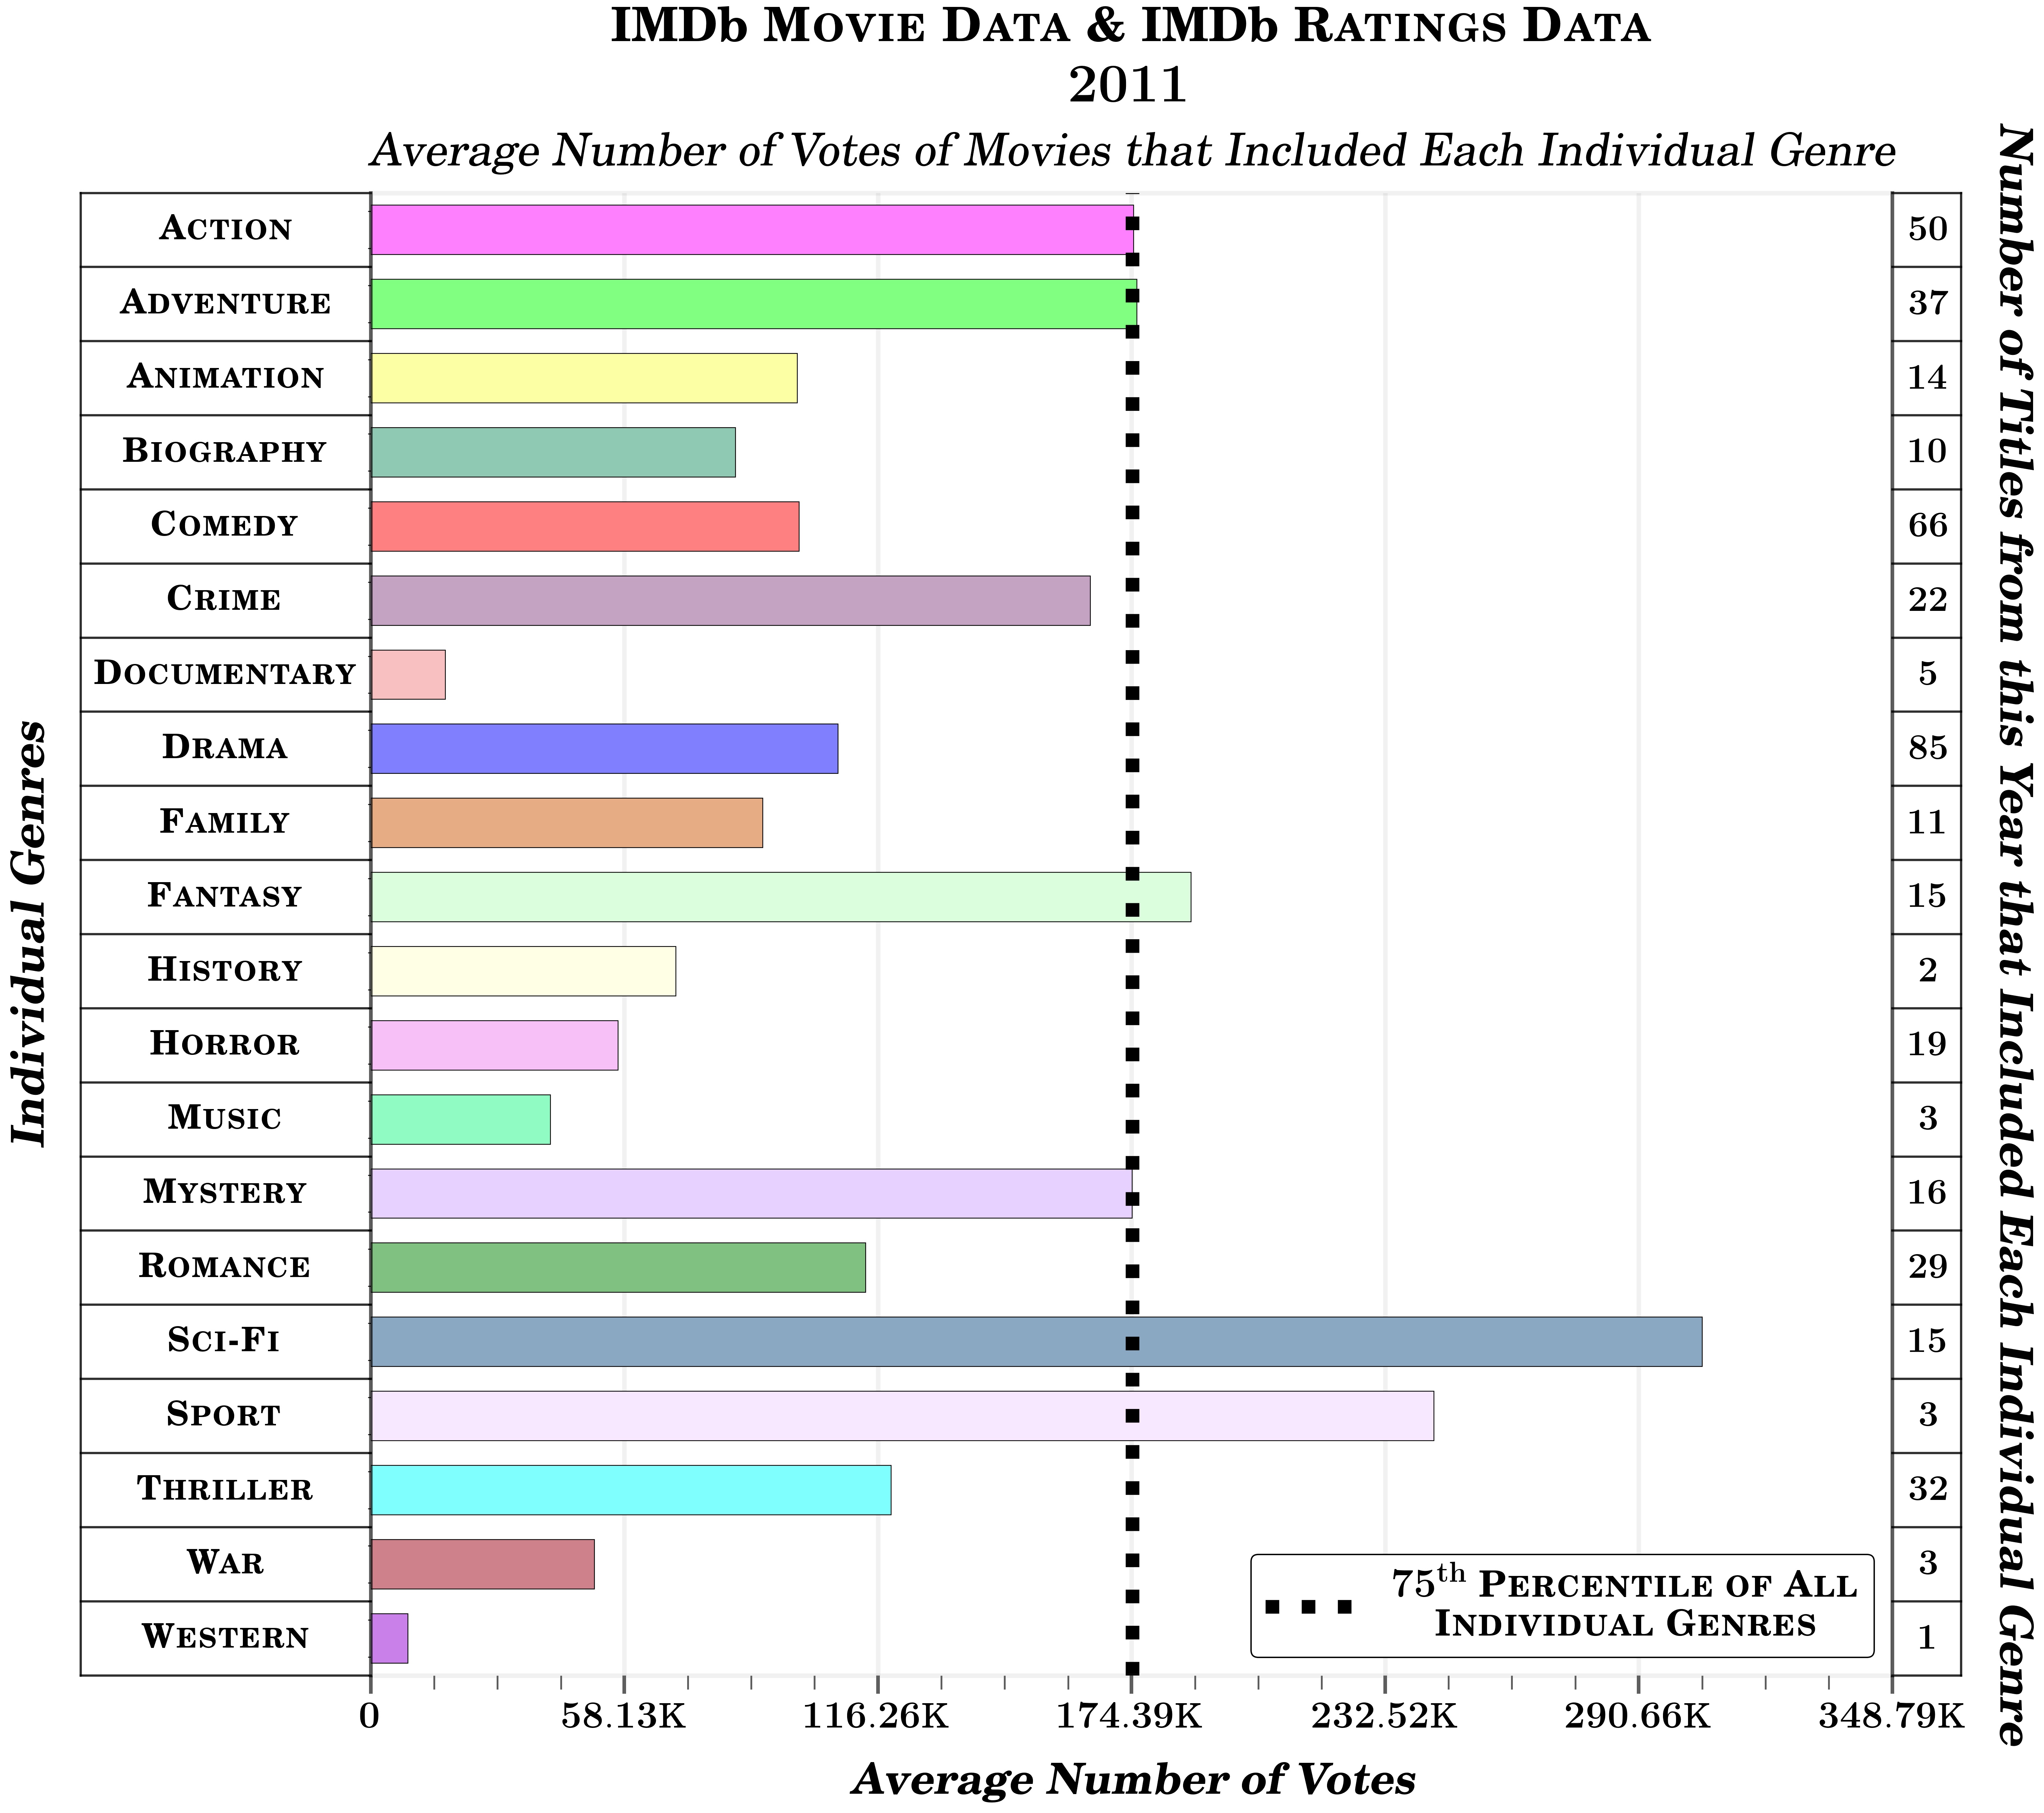 IMDb Movie Data & IMDb Ratings Data
2011
Average Number of Votes of Movies that Included Each Individual Genre
Individual Genres
Action 50
Adventure 37
Animation 14
Biography 10
Comedy 66
Crime 22
Documentary 5
Drama 85
Family 11
Fantasy 15
History 2
Horror 19
Music 3
Mystery 16
Romance 29
Sci-Fi 15
Sport 3
Thriller 32
War 3
Western 1
75th Percentile of All
Individual Genres
0 58.13K 116.26K 174.39K 232.52K 290.66K 348.79K
Average Number of Votes
Number of Titles from this Year that Included Each Individual Genre